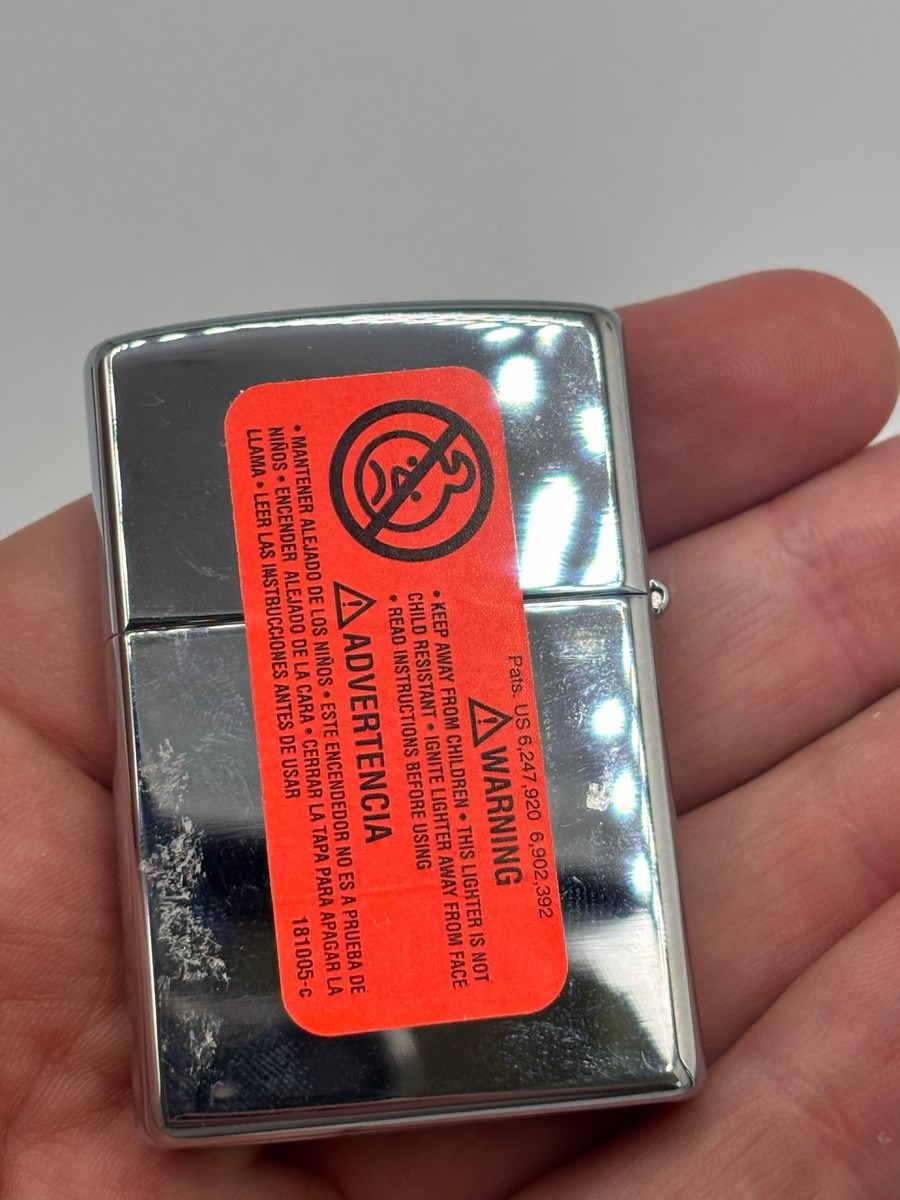 Pats. US 6,247,920 6,902,392
WARNING
• KEEP AWAY FROM CHILDREN • THIS LIGHTER IS NOT
CHILD RESISTANT • IGNITE LIGHTER AWAY FROM FACE
• READ INSTRUCTIONS BEFORE USING
ADVERTENCIA
• MANTENER ALEJADO DE LOS NIÑOS • ESTE ENCENDEDOR NO ES A PRUEBA DE
NIÑOS • ENCENDER ALEJADO DE LA CARA • CERRAR LA TAPA PARA APAGAR LA
LLAMA • LEER LAS INSTRUCCIONES ANTES DE USAR
181005-C